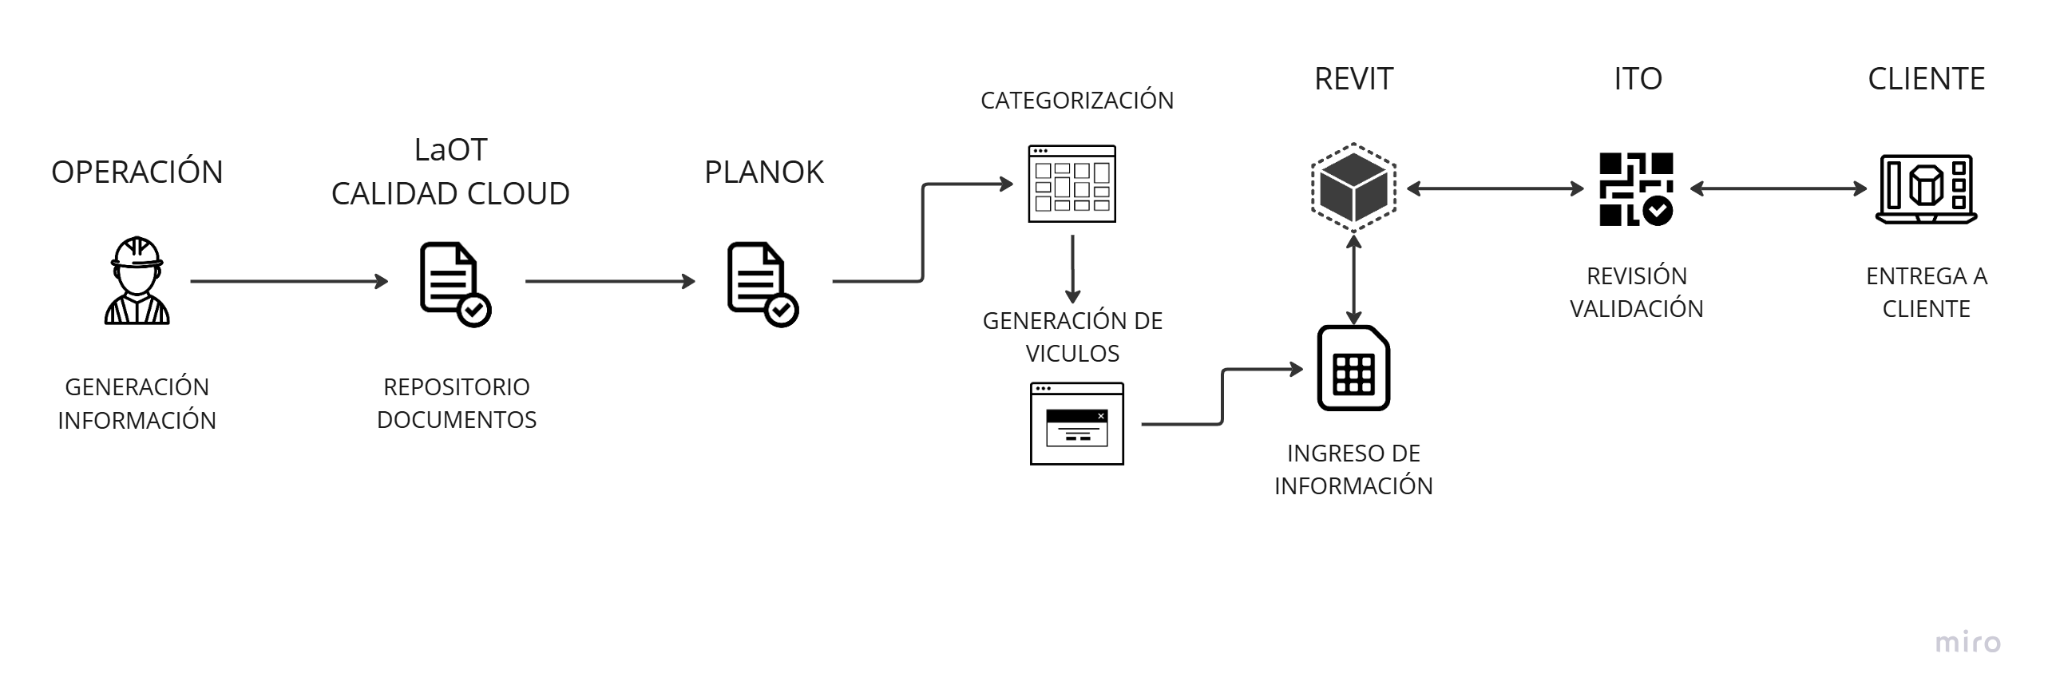 OPERACIÓN
GENERACIÓN
INFORMACIÓN
LaOT
CALIDAD CLOUD
REPOSITORIO
DOCUMENTOS
PLANOK
CATEGORIZACIÓN
GENERACIÓN DE
VICULOS
REVIT
INGRESO DE
INFORMACIÓN
ITO
REVISIÓN
VALIDACIÓN
CLIENTE
ENTREGA A
CLIENTE
miro